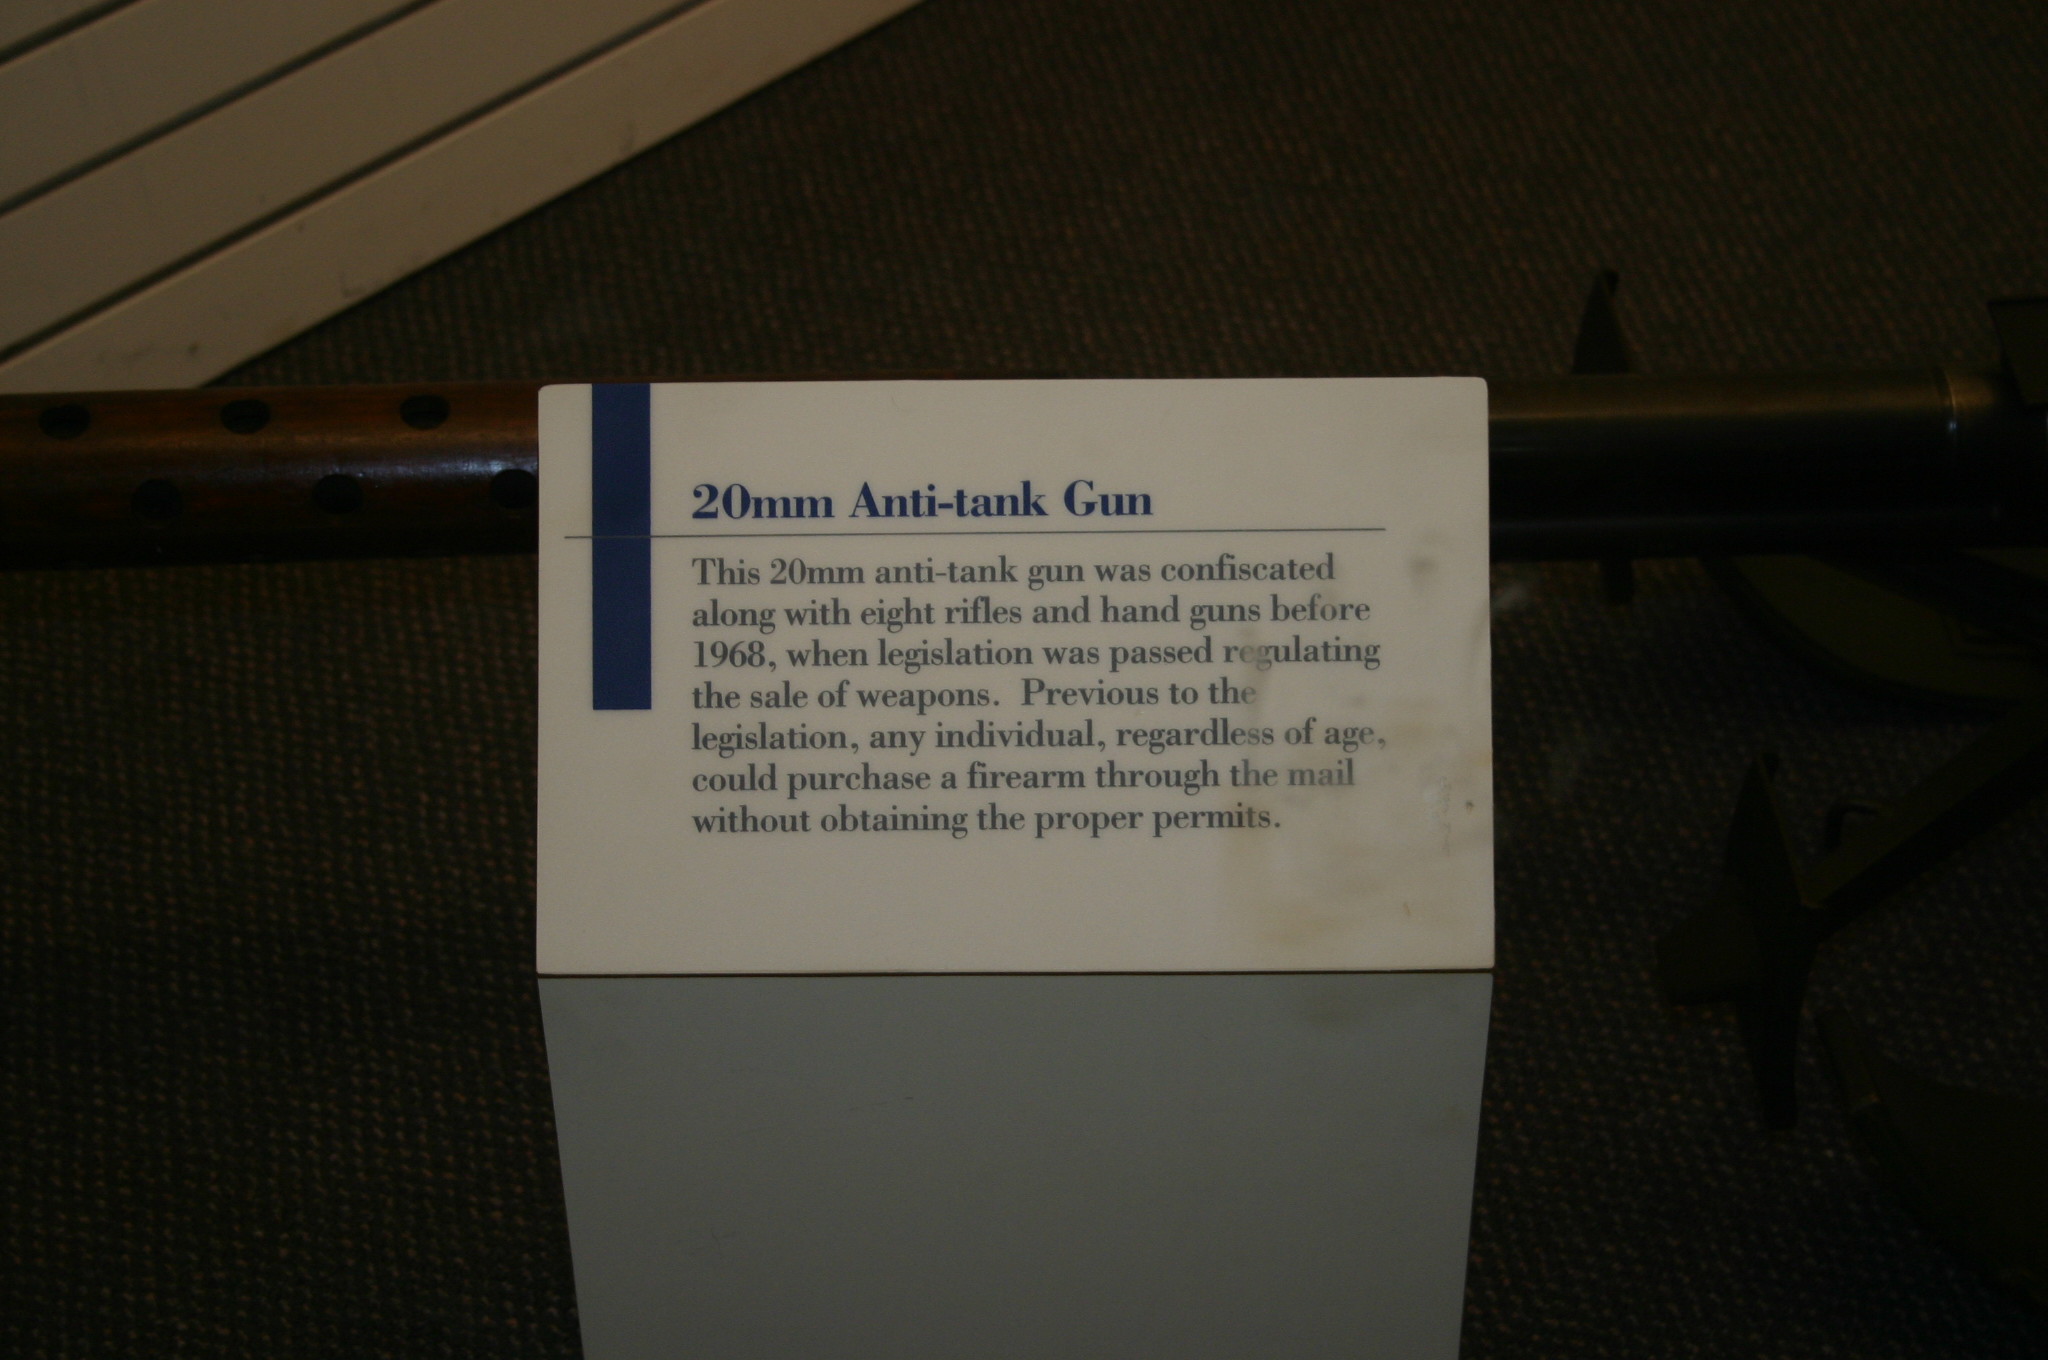 20mm Anti-tank Gun
This 20mm anti-tank gun was confiscated
along with eight rifles and hand guns before
1968, when legislation was passed regulating
the sale of weapons.  Previous to the
legislation, any individual, regardless of age,
could purchase a firearm through the mail
without obtaining the proper permits.